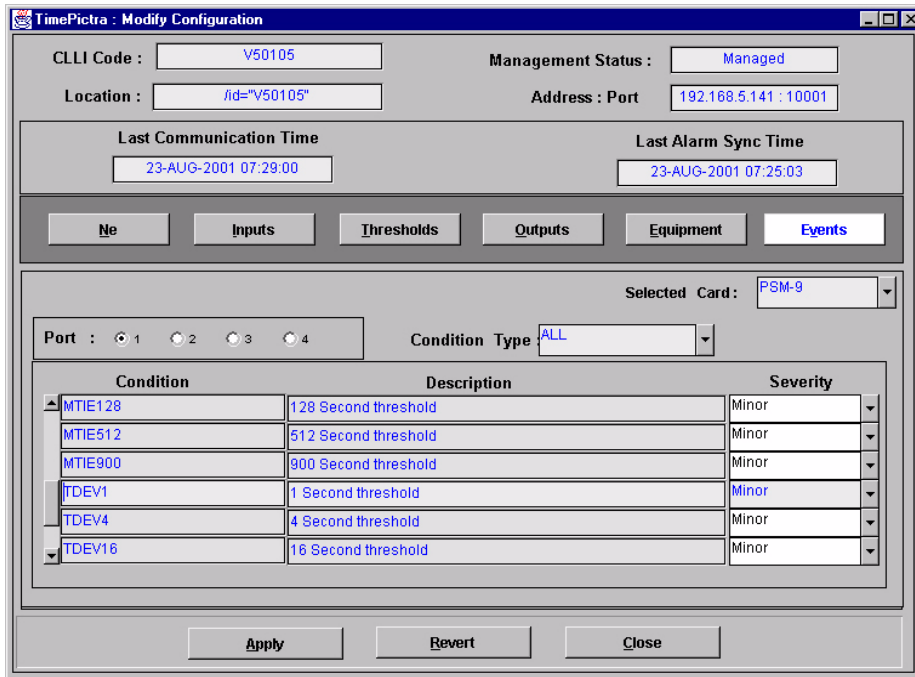 TimePictra : Modify Configuration
CLLI Code : V50105 Management Status : Managed
Location : /id="V50105" Address : Port 192.168.5.141 : 10001
Last Communication Time Last Alarm Sync Time
23-AUG-2001 07:29:00 23-AUG-2001 07:25:03
Ne Inputs Thresholds Outputs Equipment Events
Selected Card : PSM-9
Port : 1 2 3 4 Condition Type : ALL
Condition Description Severity
MTIE128 128 Second threshold Minor
MTIE512 512 Second threshold Minor
MTIE900 900 Second threshold Minor
TDEV1 1 Second threshold Minor
TDEV4 4 Second threshold Minor
TDEV16 16 Second threshold Minor
Apply Revert Close